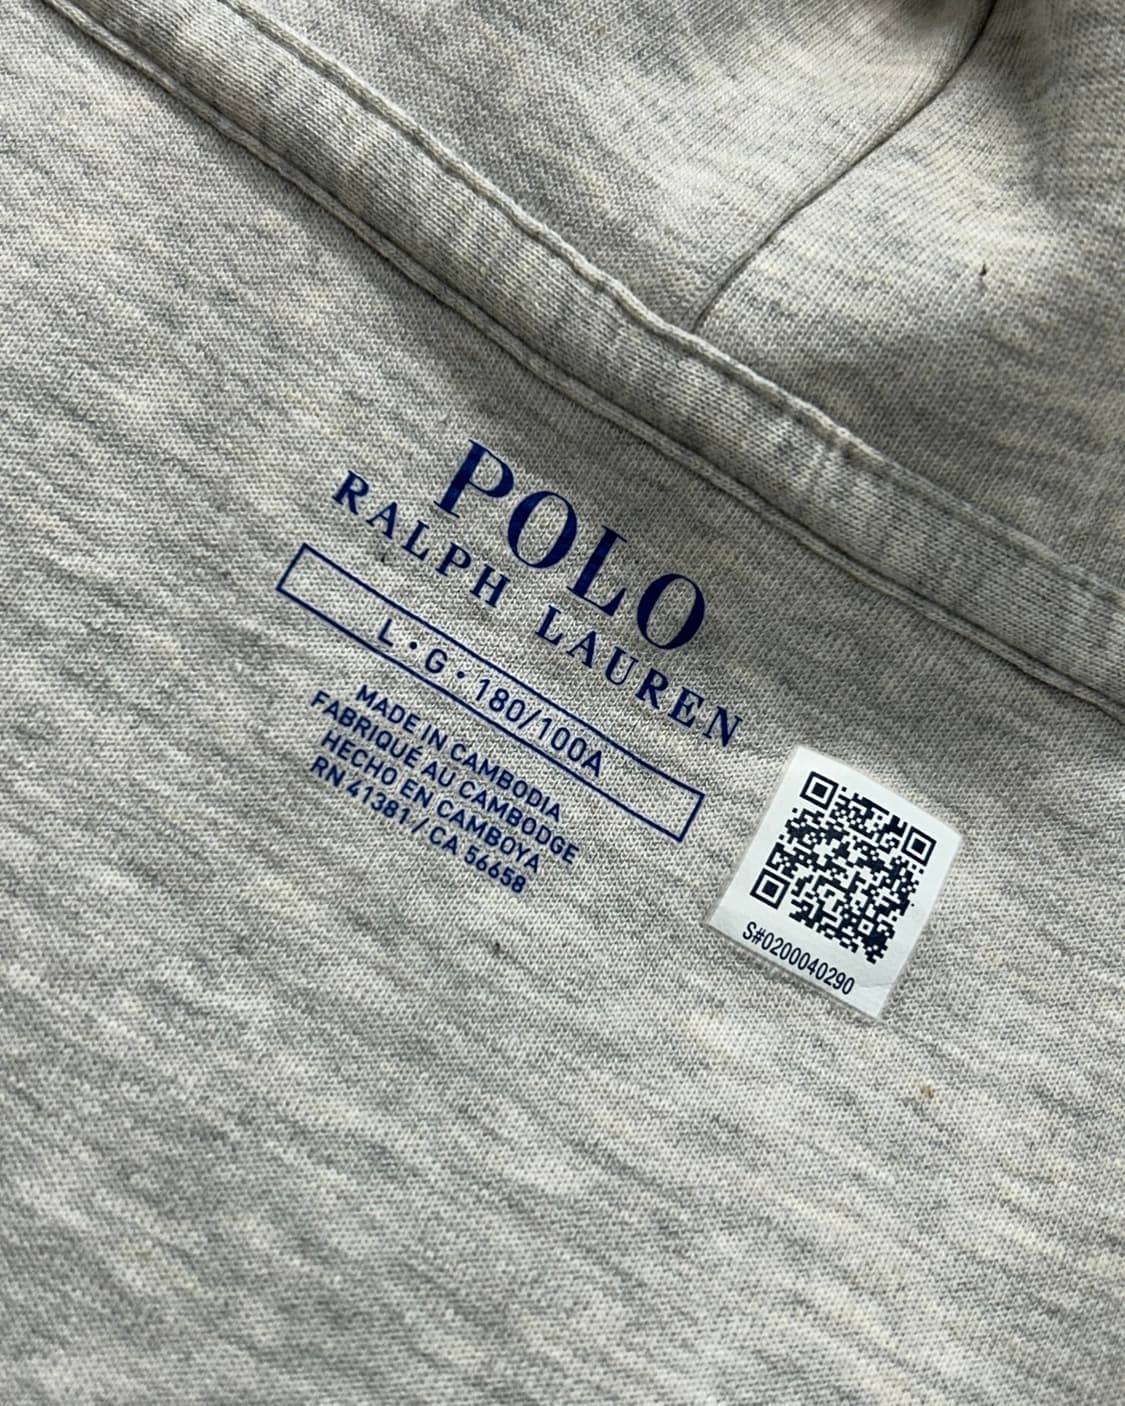 POLO
RALPH LAUREN
L • G • 180/100A
MADE IN CAMBODIA
FABRIQUÉ AU CAMBODGE
HECHO EN CAMBOYA
RN 41381 / CA 56658
S#0200040290